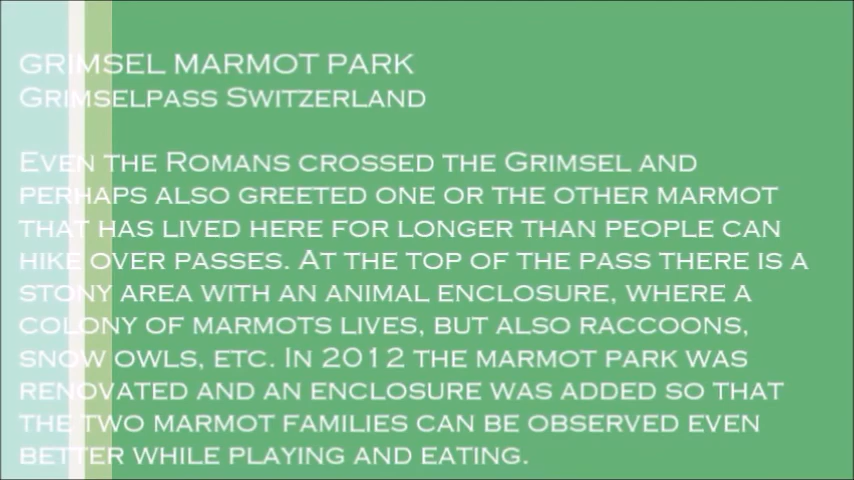 GRIMSEL MARMOT PARK
GRIMSELPASS SWITZERLAND
EVEN THE ROMANS CROSSED THE GRIMSEL AND
PERHAPS ALSO GREETED ONE OR THE OTHER MARMOT
THAT HAS LIVED HERE FOR LONGER THAN PEOPLE CAN
HIKE OVER PASSES. AT THE TOP OF THE PASS THERE IS A
STONY AREA WITH AN ANIMAL ENCLOSURE, WHERE A
COLONY OF MARMOTS LIVES, BUT ALSO RACCOONS,
SNOW OWLS, ETC. IN 2012 THE MARMOT PARK WAS
RENOVATED AND AN ENCLOSURE WAS ADDED SO THAT
THE TWO MARMOT FAMILIES CAN BE OBSERVED EVEN
BETTER WHILE PLAYING AND EATING.